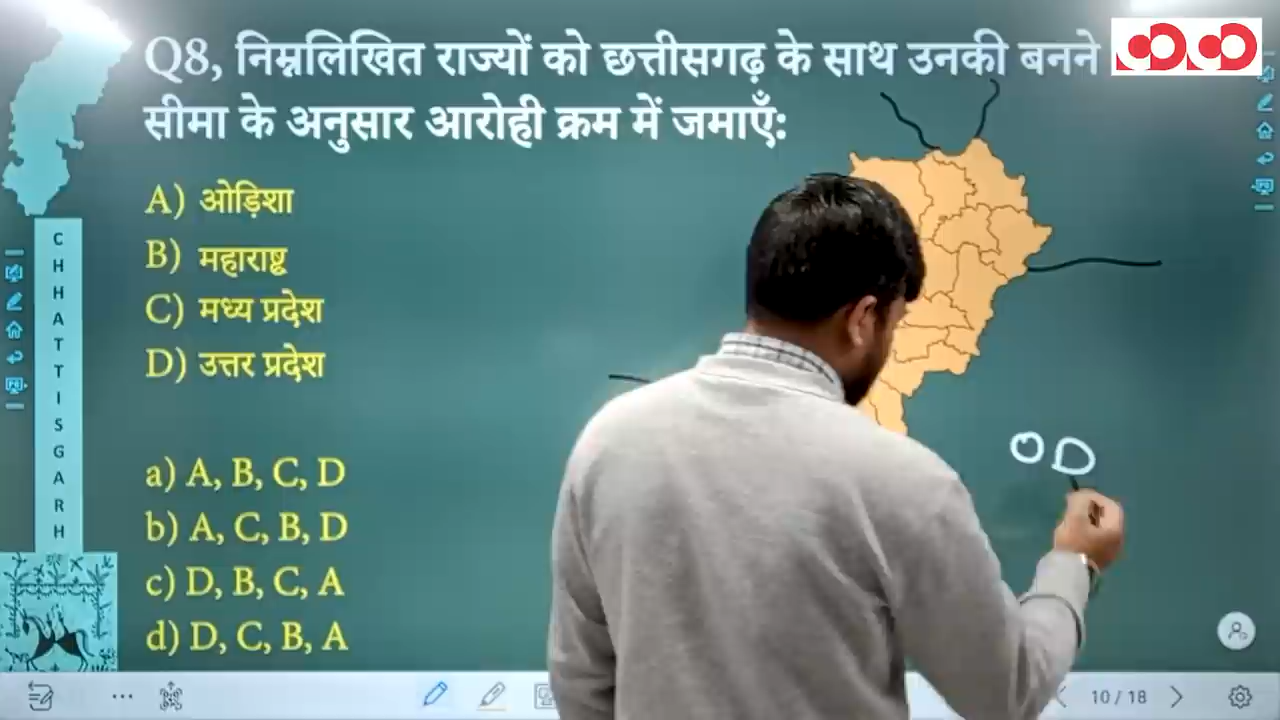 Q8, निम्नलिखित राज्यों को छत्तीसगढ़ के साथ उनकी बनने
सीमा के अनुसार आरोही क्रम में जमाएँ:
A) ओड़िशा
B) महाराष्ट्र
C) मध्य प्रदेश
D) उत्तर प्रदेश
a) A, B, C, D
b) A, C, B, D
c) D, B, C, A
d) D, C, B, A
CHHATTISGARH
OD
10 / 18